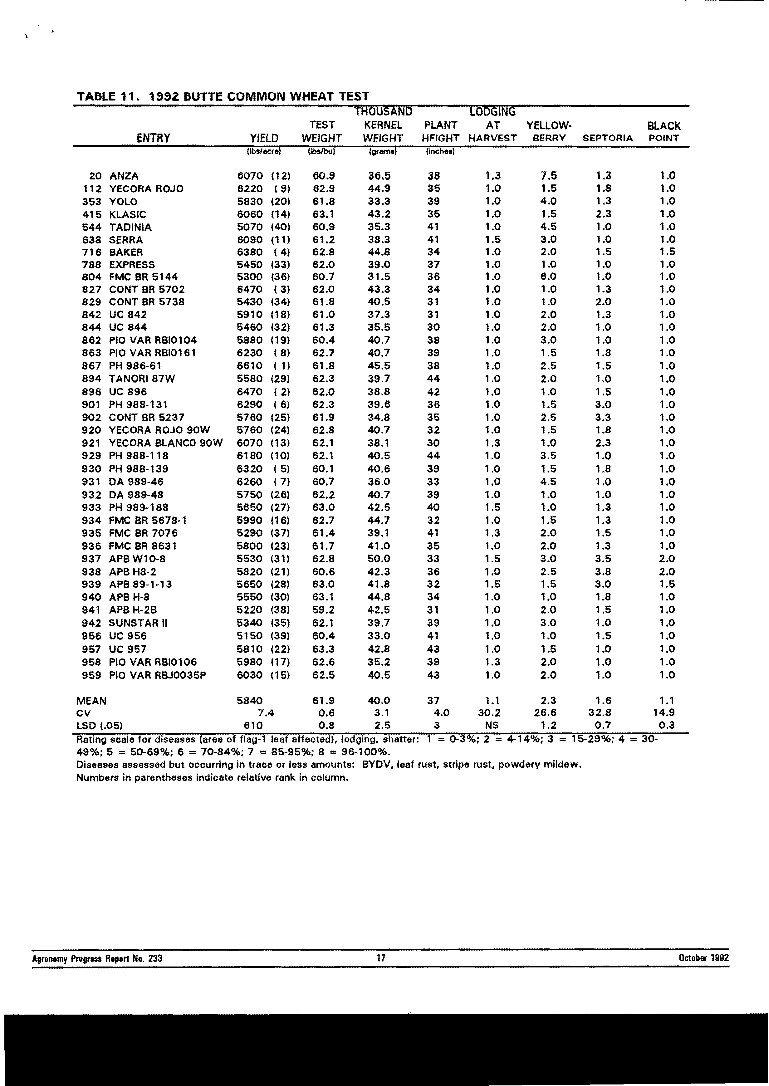 TABLE 11. 1992 BUTTE COMMON WHEAT TEST
THOUSAND LODGING
TEST KERNEL PLANT AT YELLOW- BLACK
ENTRY YIELD WEIGHT WEIGHT HEIGHT HARVEST BERRY SEPTORIA POINT
(lbs/acre) (lbs/bu) (grams) (inches)
20 ANZA 6070 (12) 60.9 36.5 38 1.3 7.5 1.3 1.0
112 YECORA ROJO 6220 ( 9) 62.9 44.9 35 1.0 1.5 1.8 1.0
353 YOLO 5830 (20) 61.8 33.3 39 1.0 4.0 1.3 1.0
415 KLASIC 6060 (14) 63.1 43.2 35 1.0 1.5 2.3 1.0
544 TADINIA 5070 (40) 60.9 35.3 41 1.0 4.5 1.0 1.0
638 SERRA 6090 (11) 61.2 38.3 41 1.5 3.0 1.0 1.0
716 BAKER 6380 ( 4) 62.8 44.8 34 1.0 2.0 1.5 1.5
788 EXPRESS 5450 (33) 62.0 39.0 37 1.0 1.0 1.0 1.0
804 FMC BR 5144 5300 (36) 60.7 31.5 36 1.0 6.0 1.0 1.0
827 CONT BR 5702 6470 ( 3) 62.0 43.3 34 1.0 1.0 1.3 1.0
829 CONT BR 5738 5430 (34) 61.8 40.5 31 1.0 1.0 2.0 1.0
842 UC 842 5910 (18) 61.0 37.3 31 1.0 2.0 1.3 1.0
844 UC 844 5460 (32) 61.3 35.5 30 1.0 2.0 1.0 1.0
862 PIO VAR RBI0104 5880 (19) 60.4 40.7 38 1.0 3.0 1.0 1.0
863 PIO VAR RBI0161 6230 ( 8) 62.7 40.7 39 1.0 1.5 1.8 1.0
867 PH 986-61 6610 ( 1) 61.8 45.5 38 1.0 2.5 1.5 1.0
894 TANORI 87W 5580 (29) 62.3 39.7 44 1.0 2.0 1.0 1.0
896 UC 896 6470 ( 2) 62.0 38.8 42 1.0 1.0 1.5 1.0
901 PH 988-131 6290 ( 6) 62.3 39.6 36 1.0 1.5 3.0 1.0
902 CONT BR 5237 5760 (25) 61.9 34.8 35 1.0 2.5 3.3 1.0
920 YECORA ROJO 90W 5760 (24) 62.8 40.7 32 1.0 1.5 1.8 1.0
921 YECORA BLANCO 90W 6070 (13) 62.1 38.1 30 1.3 1.0 2.3 1.0
929 PH 988-118 6180 (10) 62.1 40.5 44 1.0 3.5 1.0 1.0
930 PH 988-139 6320 ( 5) 60.1 40.6 39 1.0 1.5 1.8 1.0
931 DA 989-46 6260 ( 7) 60.7 36.0 33 1.0 4.5 1.0 1.0
932 DA 989-48 5750 (26) 62.2 40.7 39 1.0 1.0 1.0 1.0
933 PH 989-188 5650 (27) 63.0 42.5 40 1.5 1.0 1.3 1.0
934 FMC BR 5678-1 5990 (16) 62.7 44.7 32 1.0 1.5 1.3 1.0
935 FMC BR 7076 5290 (37) 61.4 39.1 41 1.3 2.0 1.5 1.0
936 FMC BR 8631 5800 (23) 61.7 41.0 35 1.0 2.0 1.3 1.0
937 APB W10-8 5530 (31) 62.8 50.0 33 1.5 3.0 3.5 2.0
938 APB H8-2 5820 (21) 60.6 42.3 36 1.0 2.5 3.8 2.0
939 APB 89-1-13 5650 (28) 63.0 41.8 32 1.5 1.5 3.0 1.5
940 APB H-8 5550 (30) 63.1 44.8 34 1.0 1.0 1.8 1.0
941 APB H-2B 5220 (38) 59.2 42.5 31 1.0 2.0 1.5 1.0
942 SUNSTAR II 5340 (35) 62.1 39.7 39 1.0 3.0 1.0 1.0
956 UC 956 5150 (39) 60.4 33.0 41 1.0 1.0 1.5 1.0
957 UC 957 5810 (22) 63.3 42.8 43 1.0 1.5 1.0 1.0
958 PIO VAR RBI0106 5980 (17) 62.6 35.2 39 1.3 2.0 1.0 1.0
959 PIO VAR RBJ0035P 6030 (15) 62.5 40.5 43 1.0 2.0 1.0 1.0
MEAN 5840 61.9 40.0 37 1.1 2.3 1.6 1.1
CV 7.4 0.6 3.1 4.0 30.2 26.6 32.8 14.9
LSD (.05) 610 0.8 2.5 3 NS 1.2 0.7 0.3
Rating scale for diseases (area of flag-1 leaf affected), lodging, shatter: 1 = 0-3%; 2 = 4-14%; 3 = 15-29%; 4 = 30-
49%; 5 = 50-69%; 6 = 70-84%; 7 = 85-95%; 8 = 96-100%.
Diseases assessed but occurring in trace or less amounts: BYDV, leaf rust, stripe rust, powdery mildew.
Numbers in parentheses indicate relative rank in column.
Agronomy Progress Report No. 233 17 October 1992